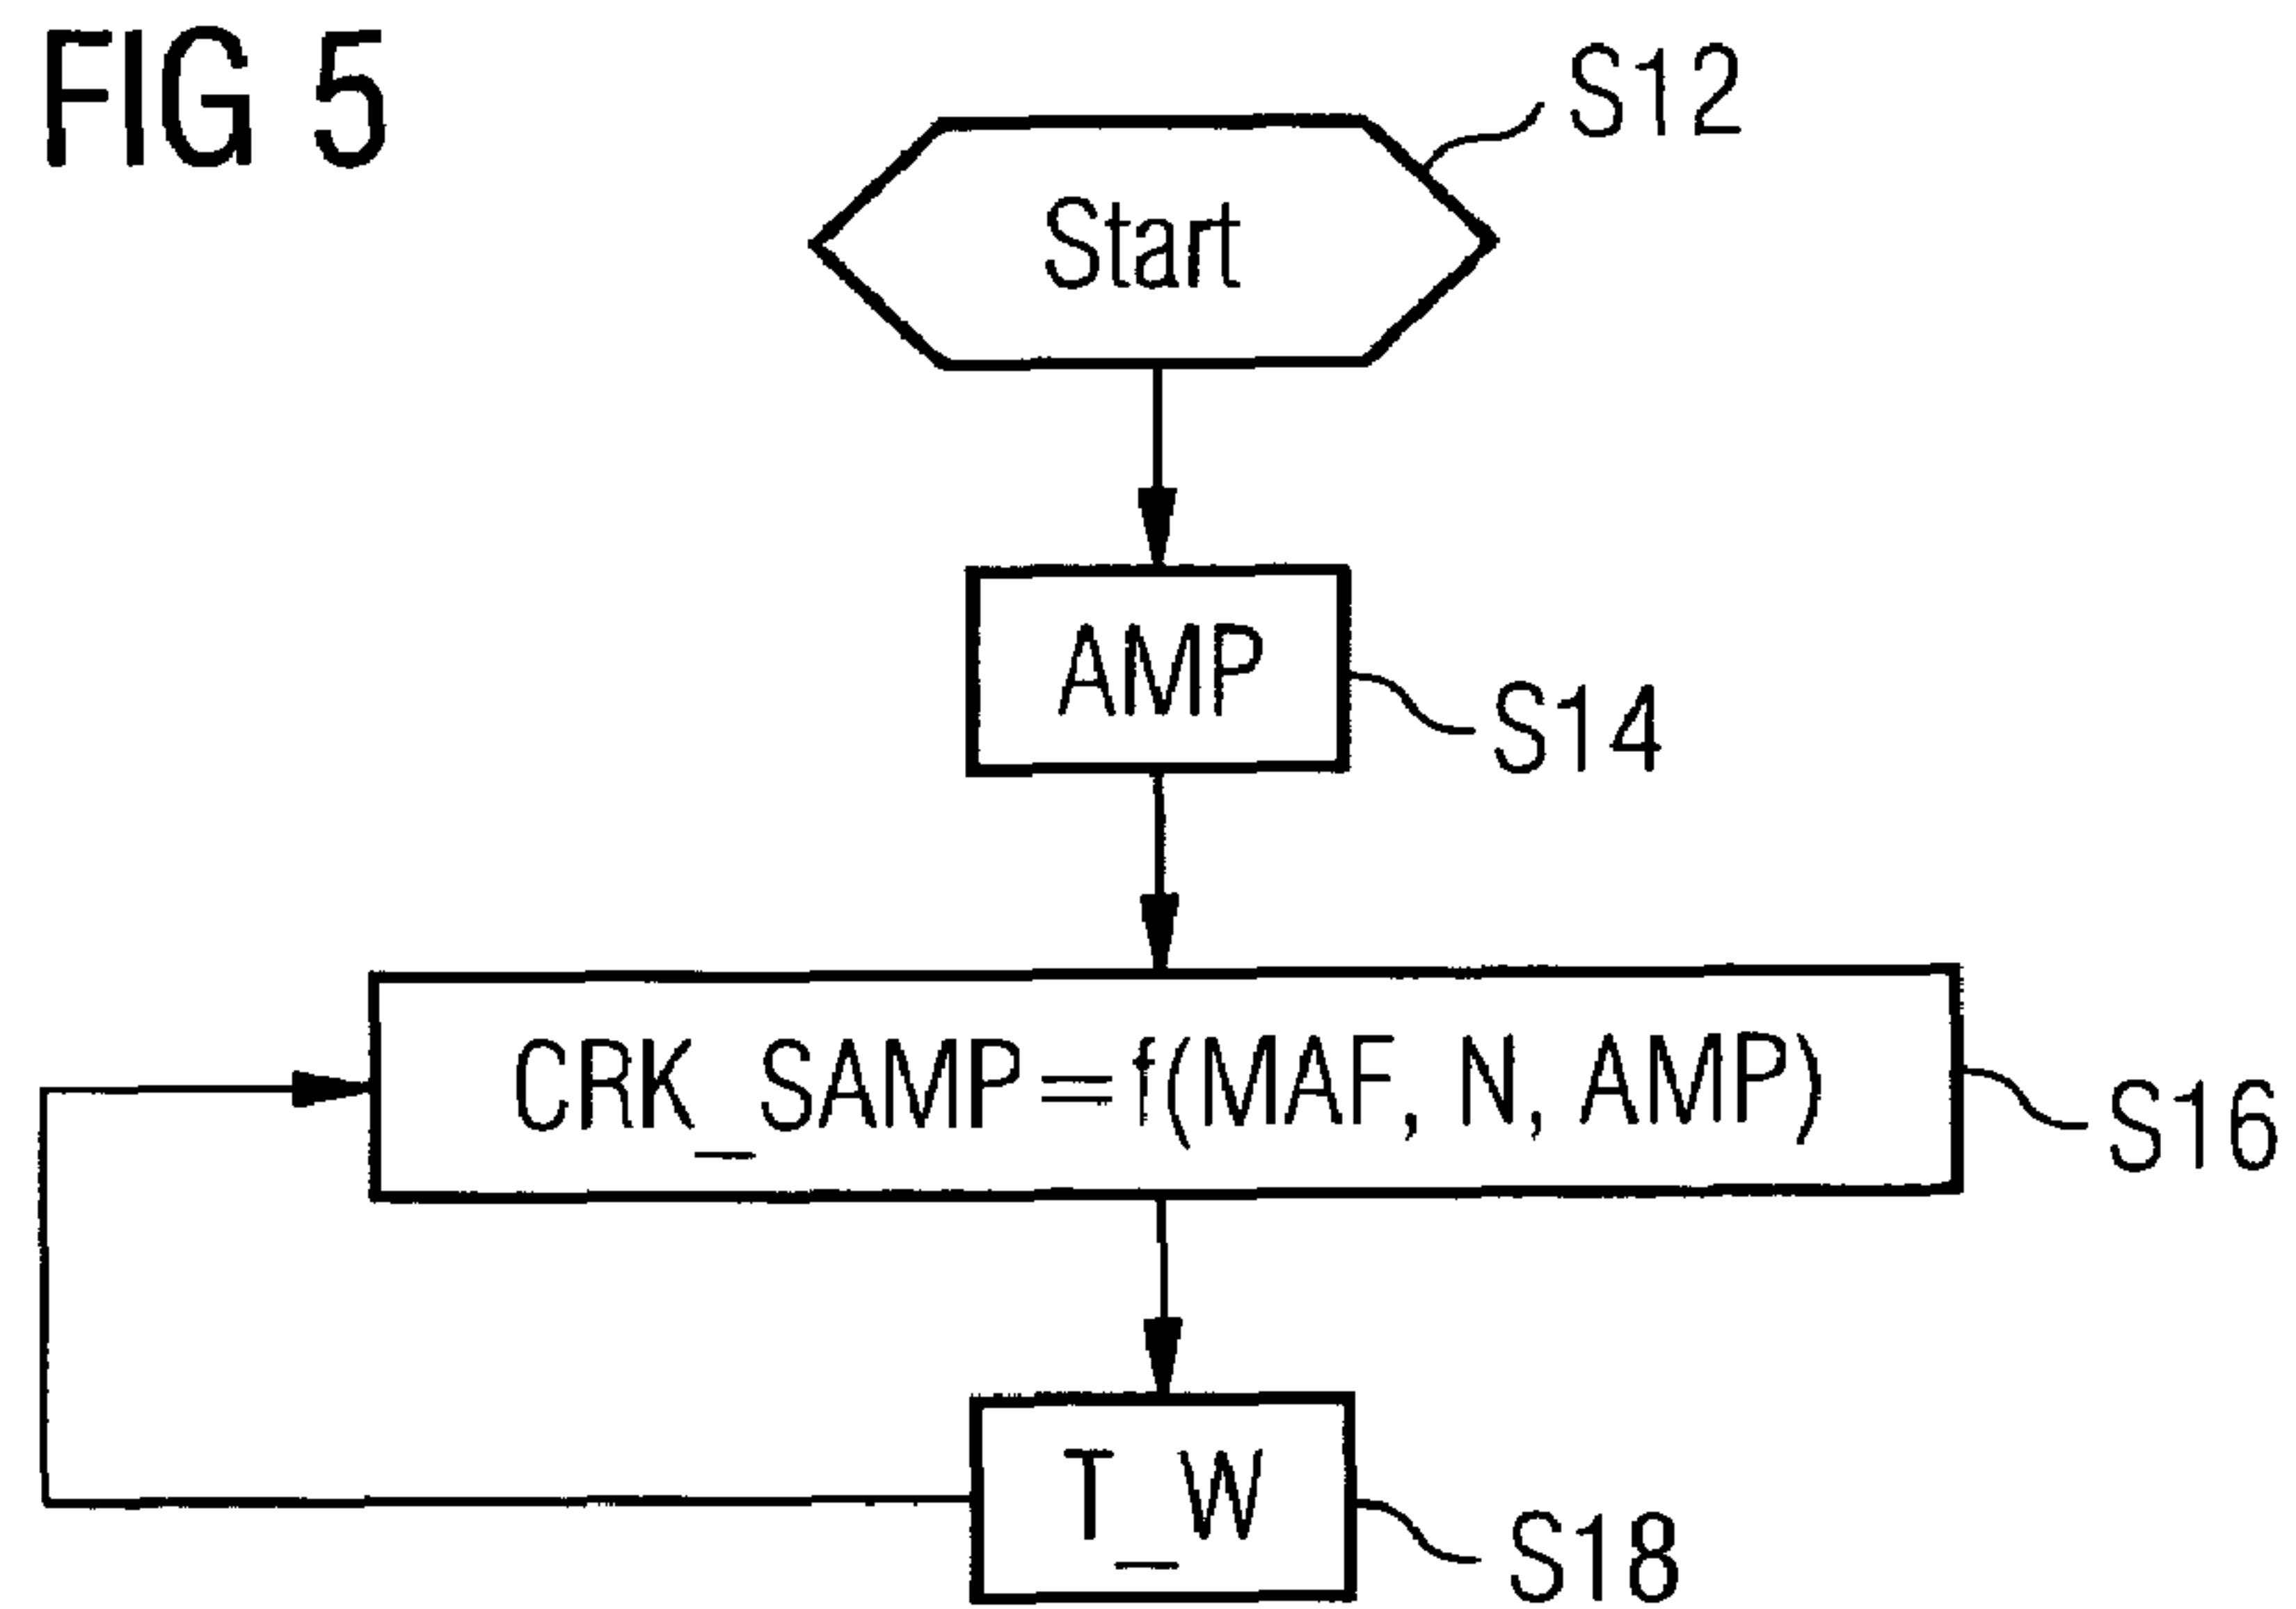 FIG 5
S12
Start
AMP
S14
CRK_SAMP=f(MAF, N, AMP)
S16
T_W
S18